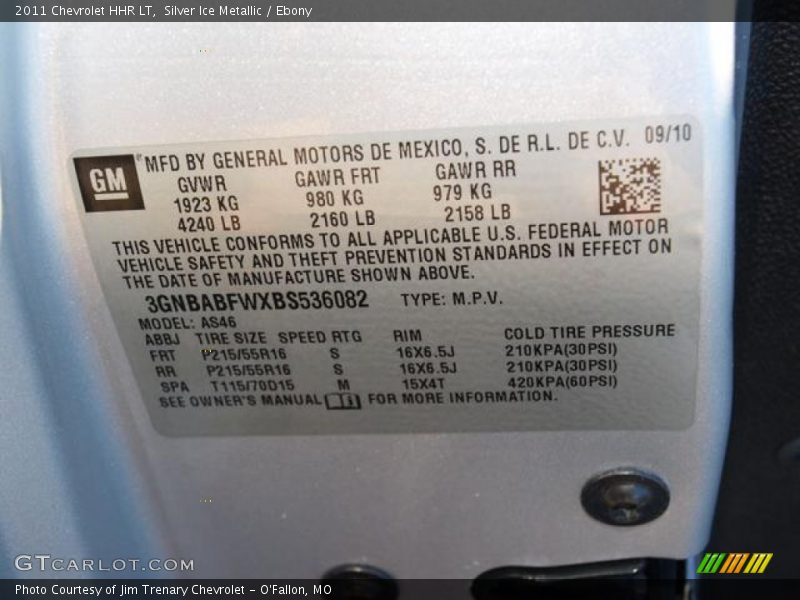 2011 Chevrolet HHR LT, Silver Ice Metallic / Ebony
GM ® MFD BY GENERAL MOTORS DE MEXICO, S. DE R.L. DE C.V. 09/10
GVWR GAWR FRT GAWR RR
1923 KG 980 KG 979 KG
4240 LB 2160 LB 2158 LB
THIS VEHICLE CONFORMS TO ALL APPLICABLE U.S. FEDERAL MOTOR
VEHICLE SAFETY AND THEFT PREVENTION STANDARDS IN EFFECT ON
THE DATE OF MANUFACTURE SHOWN ABOVE.
3GNBABFWXBS536082 TYPE: M.P.V.
MODEL: AS46
ABBJ TIRE SIZE SPEED RTG RIM COLD TIRE PRESSURE
FRT P215/55R16 S 16X6.5J 210KPA(30PSI)
RR P215/55R16 S 16X6.5J 210KPA(30PSI)
SPA T115/70D15 M 15X4T 420KPA(60PSI)
SEE OWNER'S MANUAL FOR MORE INFORMATION.
GTCARLOT.COM
Photo Courtesy of Jim Trenary Chevrolet - O'Fallon, MO